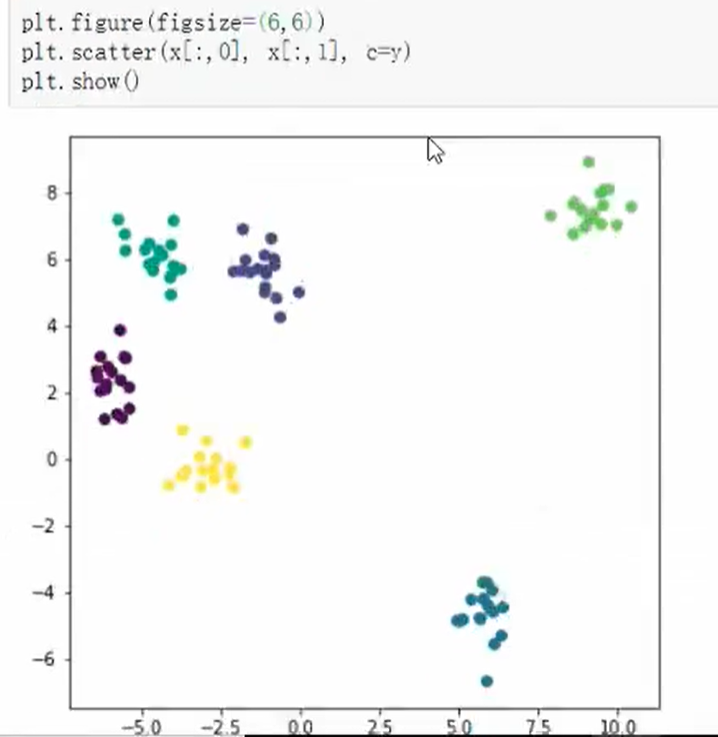 plt.figure(figsize=(6,6))
plt.scatter(x[:,0], x[:,1], c=y)
plt.show()
8
6
4
2
0
−2
−4
−6
−5.0 −2.5 0.0 2.5 5.0 7.5 10.0